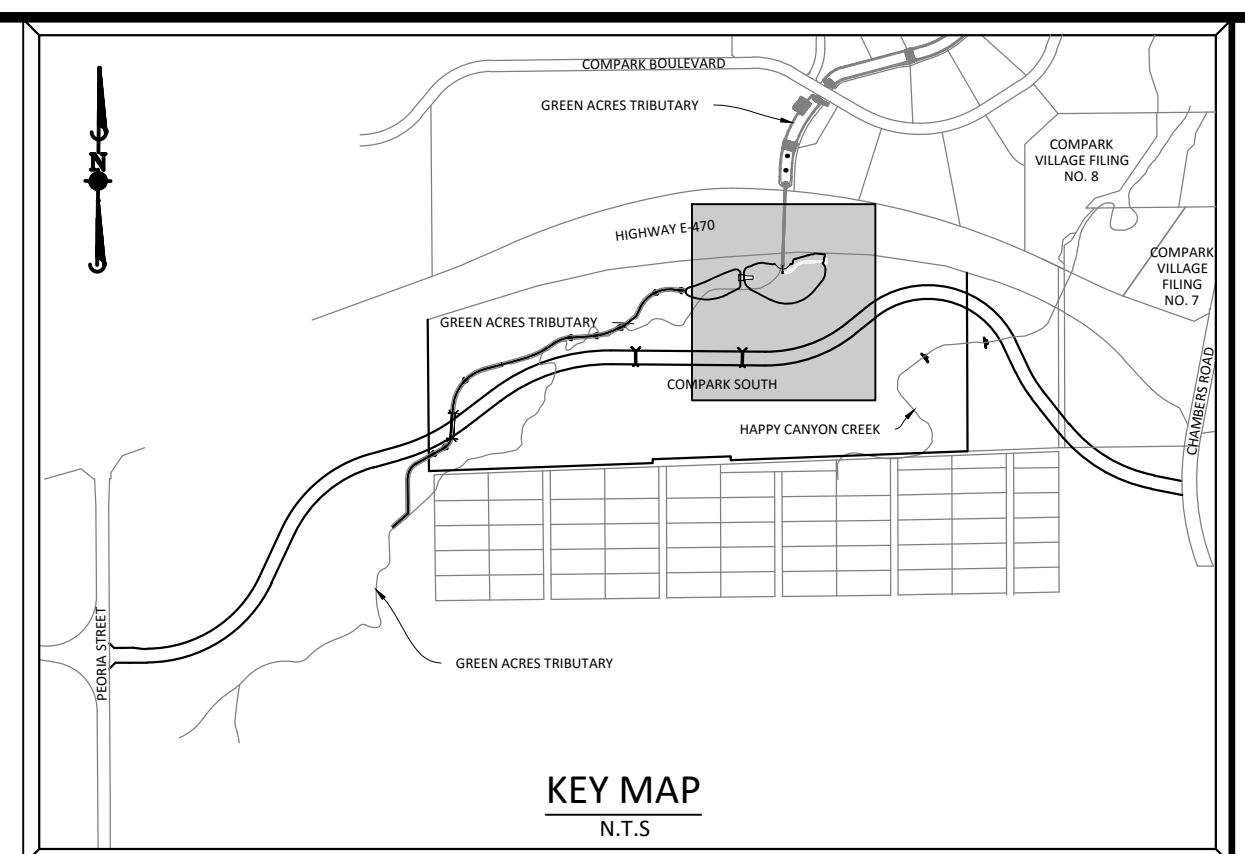 COMPARK BOULEVARD
GREEN ACRES TRIBUTARY
COMPARK
VILLAGE FILING
NO. 8
N
HIGHWAY E-470
COMPARK
VILLAGE
FILING
NO. 7
GREEN ACRES TRIBUTARY
COMPARK SOUTH
HAPPY CANYON CREEK
CHAMBERS ROAD
PEORIA STREET
GREEN ACRES TRIBUTARY
KEY MAP
N.T.S